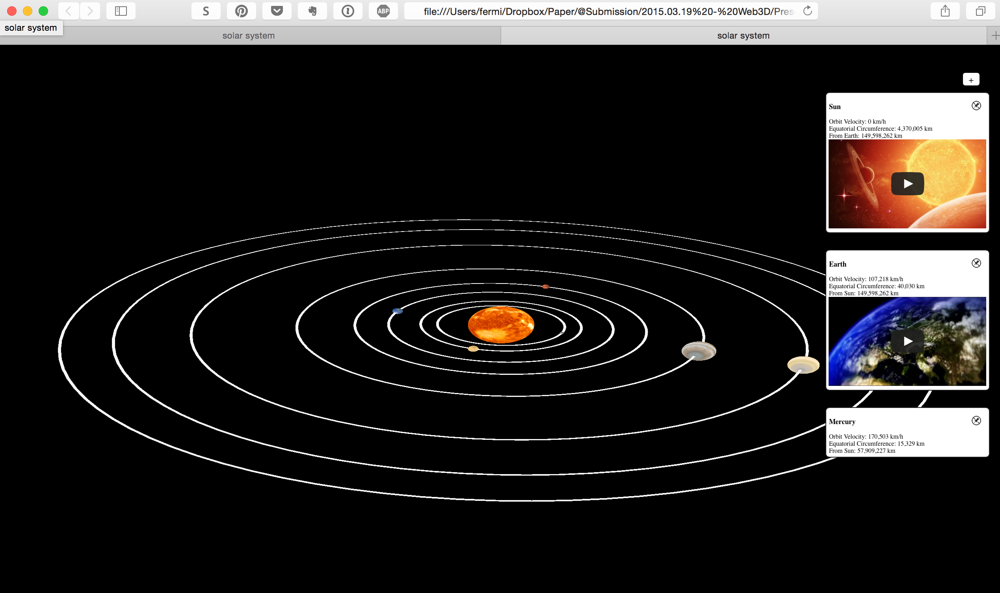 S
ABP
file:///Users/fermi/Dropbox/Paper/@Submission/2015.03.19%20-%20Web3D/Pres
solar system
solar system
solar system
+
Sun
Orbit Velocity: 0 km/h
Equatorial Circumference: 4,370,005 km
From Earth: 149,598,262 km
Earth
Orbit Velocity: 107,218 km/h
Equatorial Circumference: 40,030 km
From Sun: 149,598,262 km
Mercury
Orbit Velocity: 170,503 km/h
Equatorial Circumference: 15,329 km
From Sun: 57,909,227 km